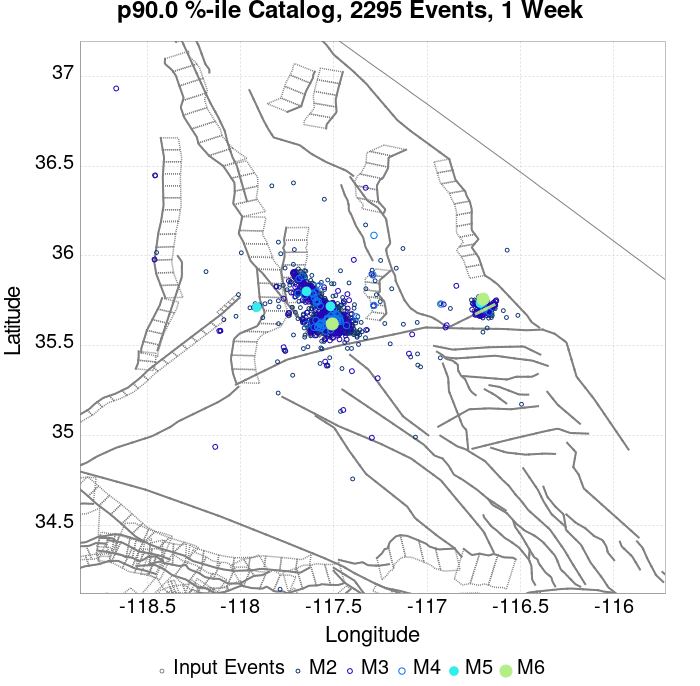 p90.0 %-ile Catalog, 2295 Events, 1 Week
37
36.5
36
35.5
35
34.5
Latitude
-118.5 -118 -117.5 -117 -116.5 -116
Longitude
Input Events M2 M3 M4 M5 M6